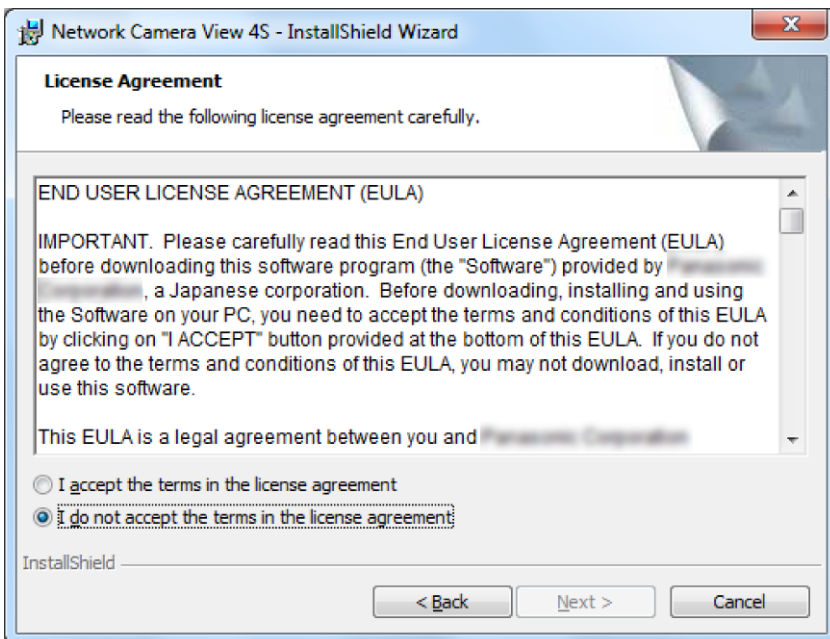 Network Camera View 4S - InstallShield Wizard
License Agreement
Please read the following license agreement carefully.
END USER LICENSE AGREEMENT (EULA)
IMPORTANT.  Please carefully read this End User License Agreement (EULA)
before downloading this software program (the "Software") provided by
, a Japanese corporation.  Before downloading, installing and using
the Software on your PC, you need to accept the terms and conditions of this EULA
by clicking on "I ACCEPT" button provided at the bottom of this EULA.  If you do not
agree to the terms and conditions of this EULA, you may not download, install or
use this software.
This EULA is a legal agreement between you and
I accept the terms in the license agreement
I do not accept the terms in the license agreement
InstallShield
< Back
Next >
Cancel